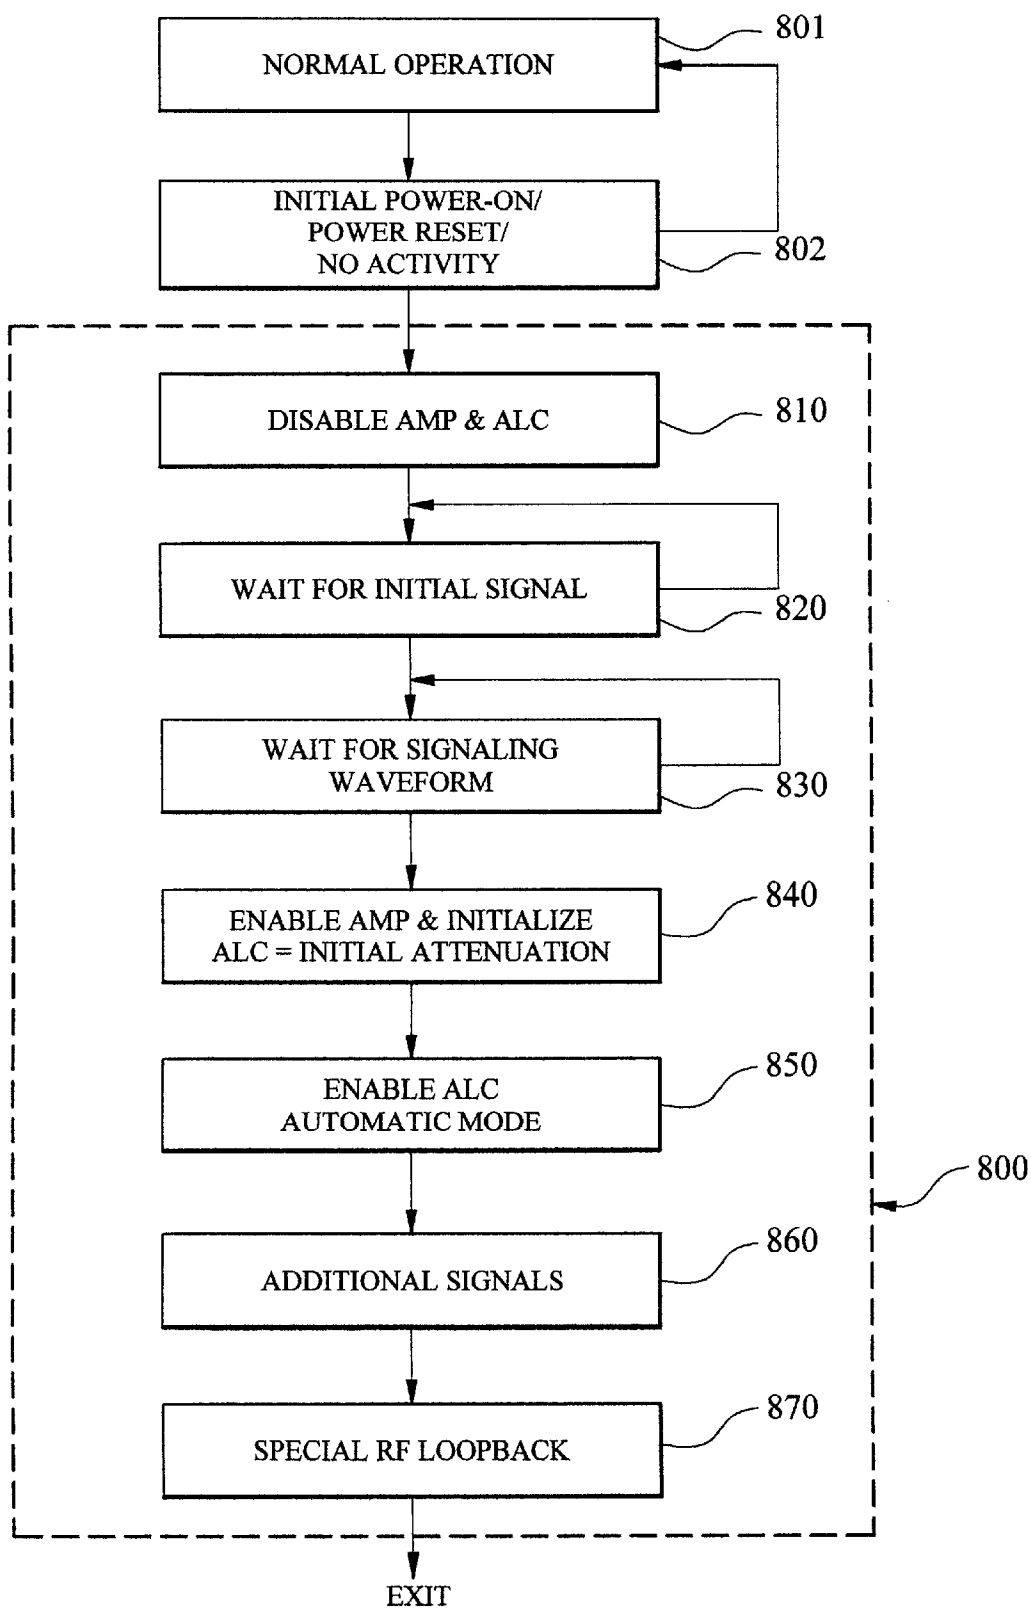 801
NORMAL OPERATION
INITIAL POWER-ON/
POWER RESET/
NO ACTIVITY
802
DISABLE AMP & ALC
810
WAIT FOR INITIAL SIGNAL
820
WAIT FOR SIGNALING
WAVEFORM
830
840
ENABLE AMP & INITIALIZE
ALC = INITIAL ATTENUATION
850
ENABLE ALC
AUTOMATIC MODE
800
860
ADDITIONAL SIGNALS
870
SPECIAL RF LOOPBACK
EXIT